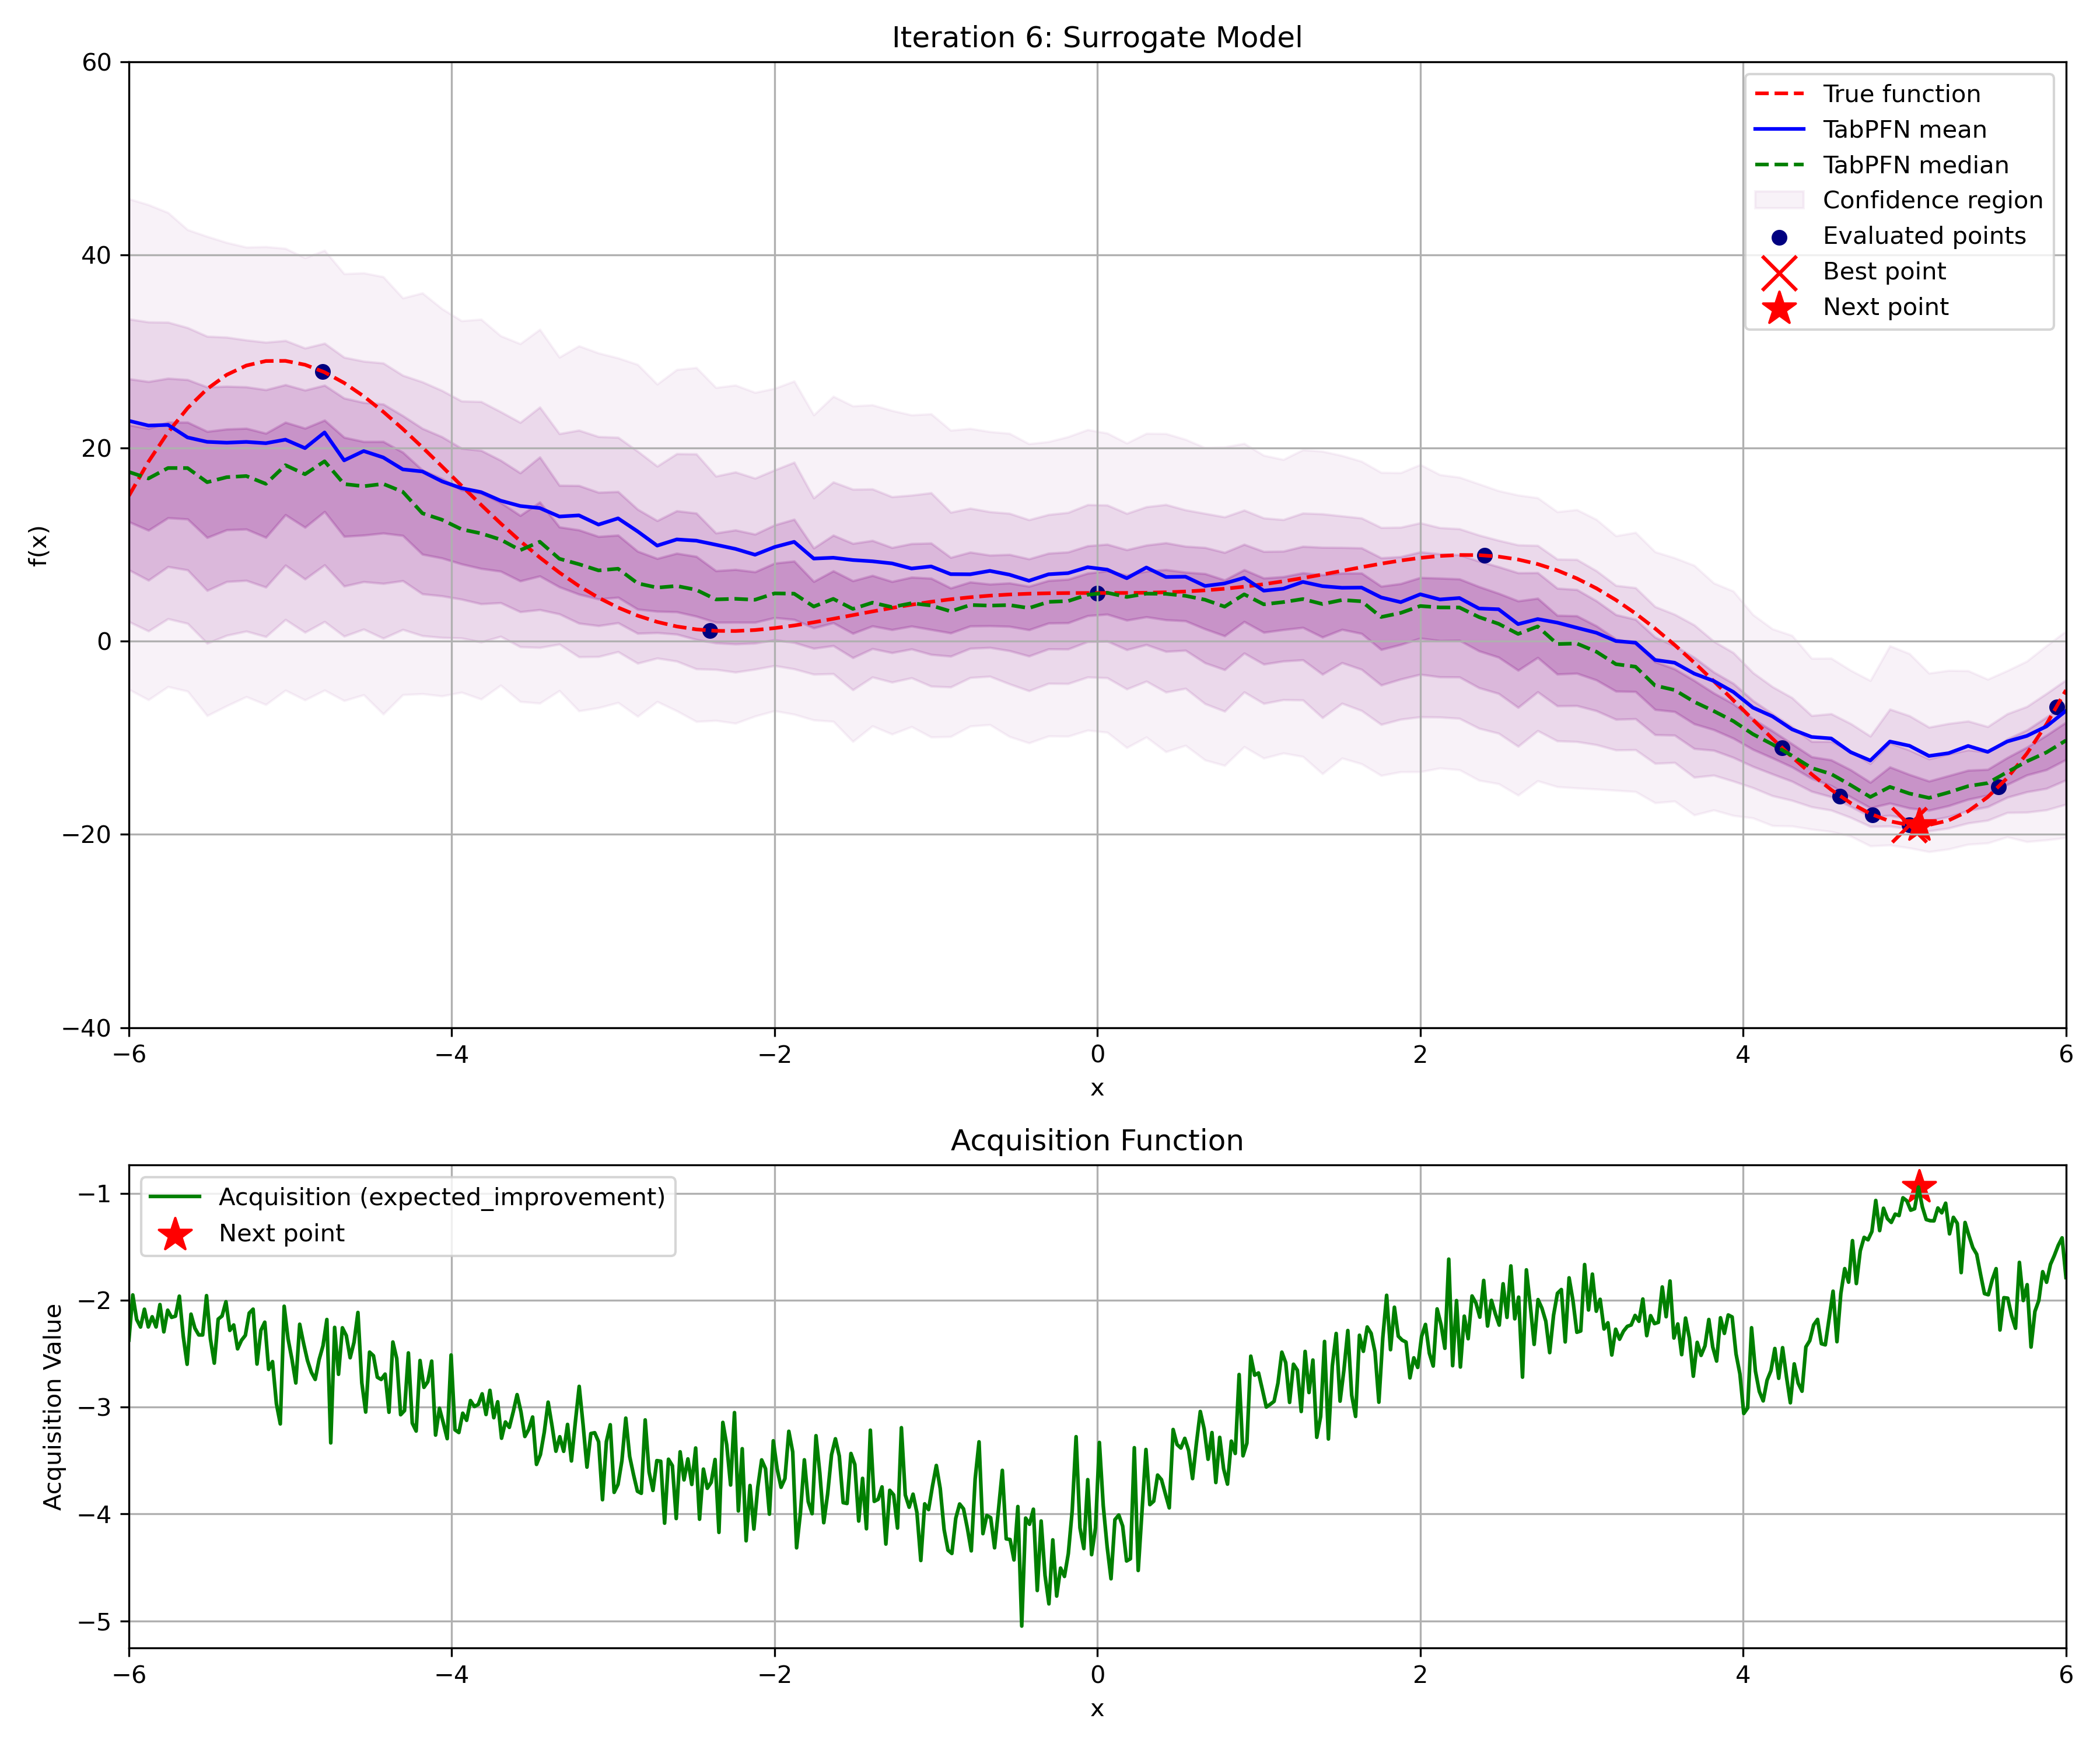 Iteration 6: Surrogate Model
60
40
20
0
−20
−40
f(x)
True function
TabPFN mean
TabPFN median
Confidence region
Evaluated points
Best point
Next point
−6 −4 −2 0 2 4 6
x
Acquisition Function
−1
−2
−3
−4
−5
Acquisition Value
Acquisition (expected_improvement)
Next point
−6 −4 −2 0 2 4 6
x